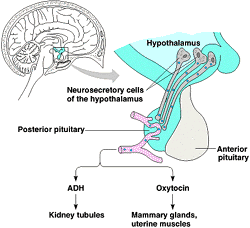 Hypothalamus
Neurosecretory cells
of the hypothalamus
Posterior pituitary
Anterior
pituitary
ADH
Oxytocin
Kidney tubules
Mammary glands,
uterine muscles